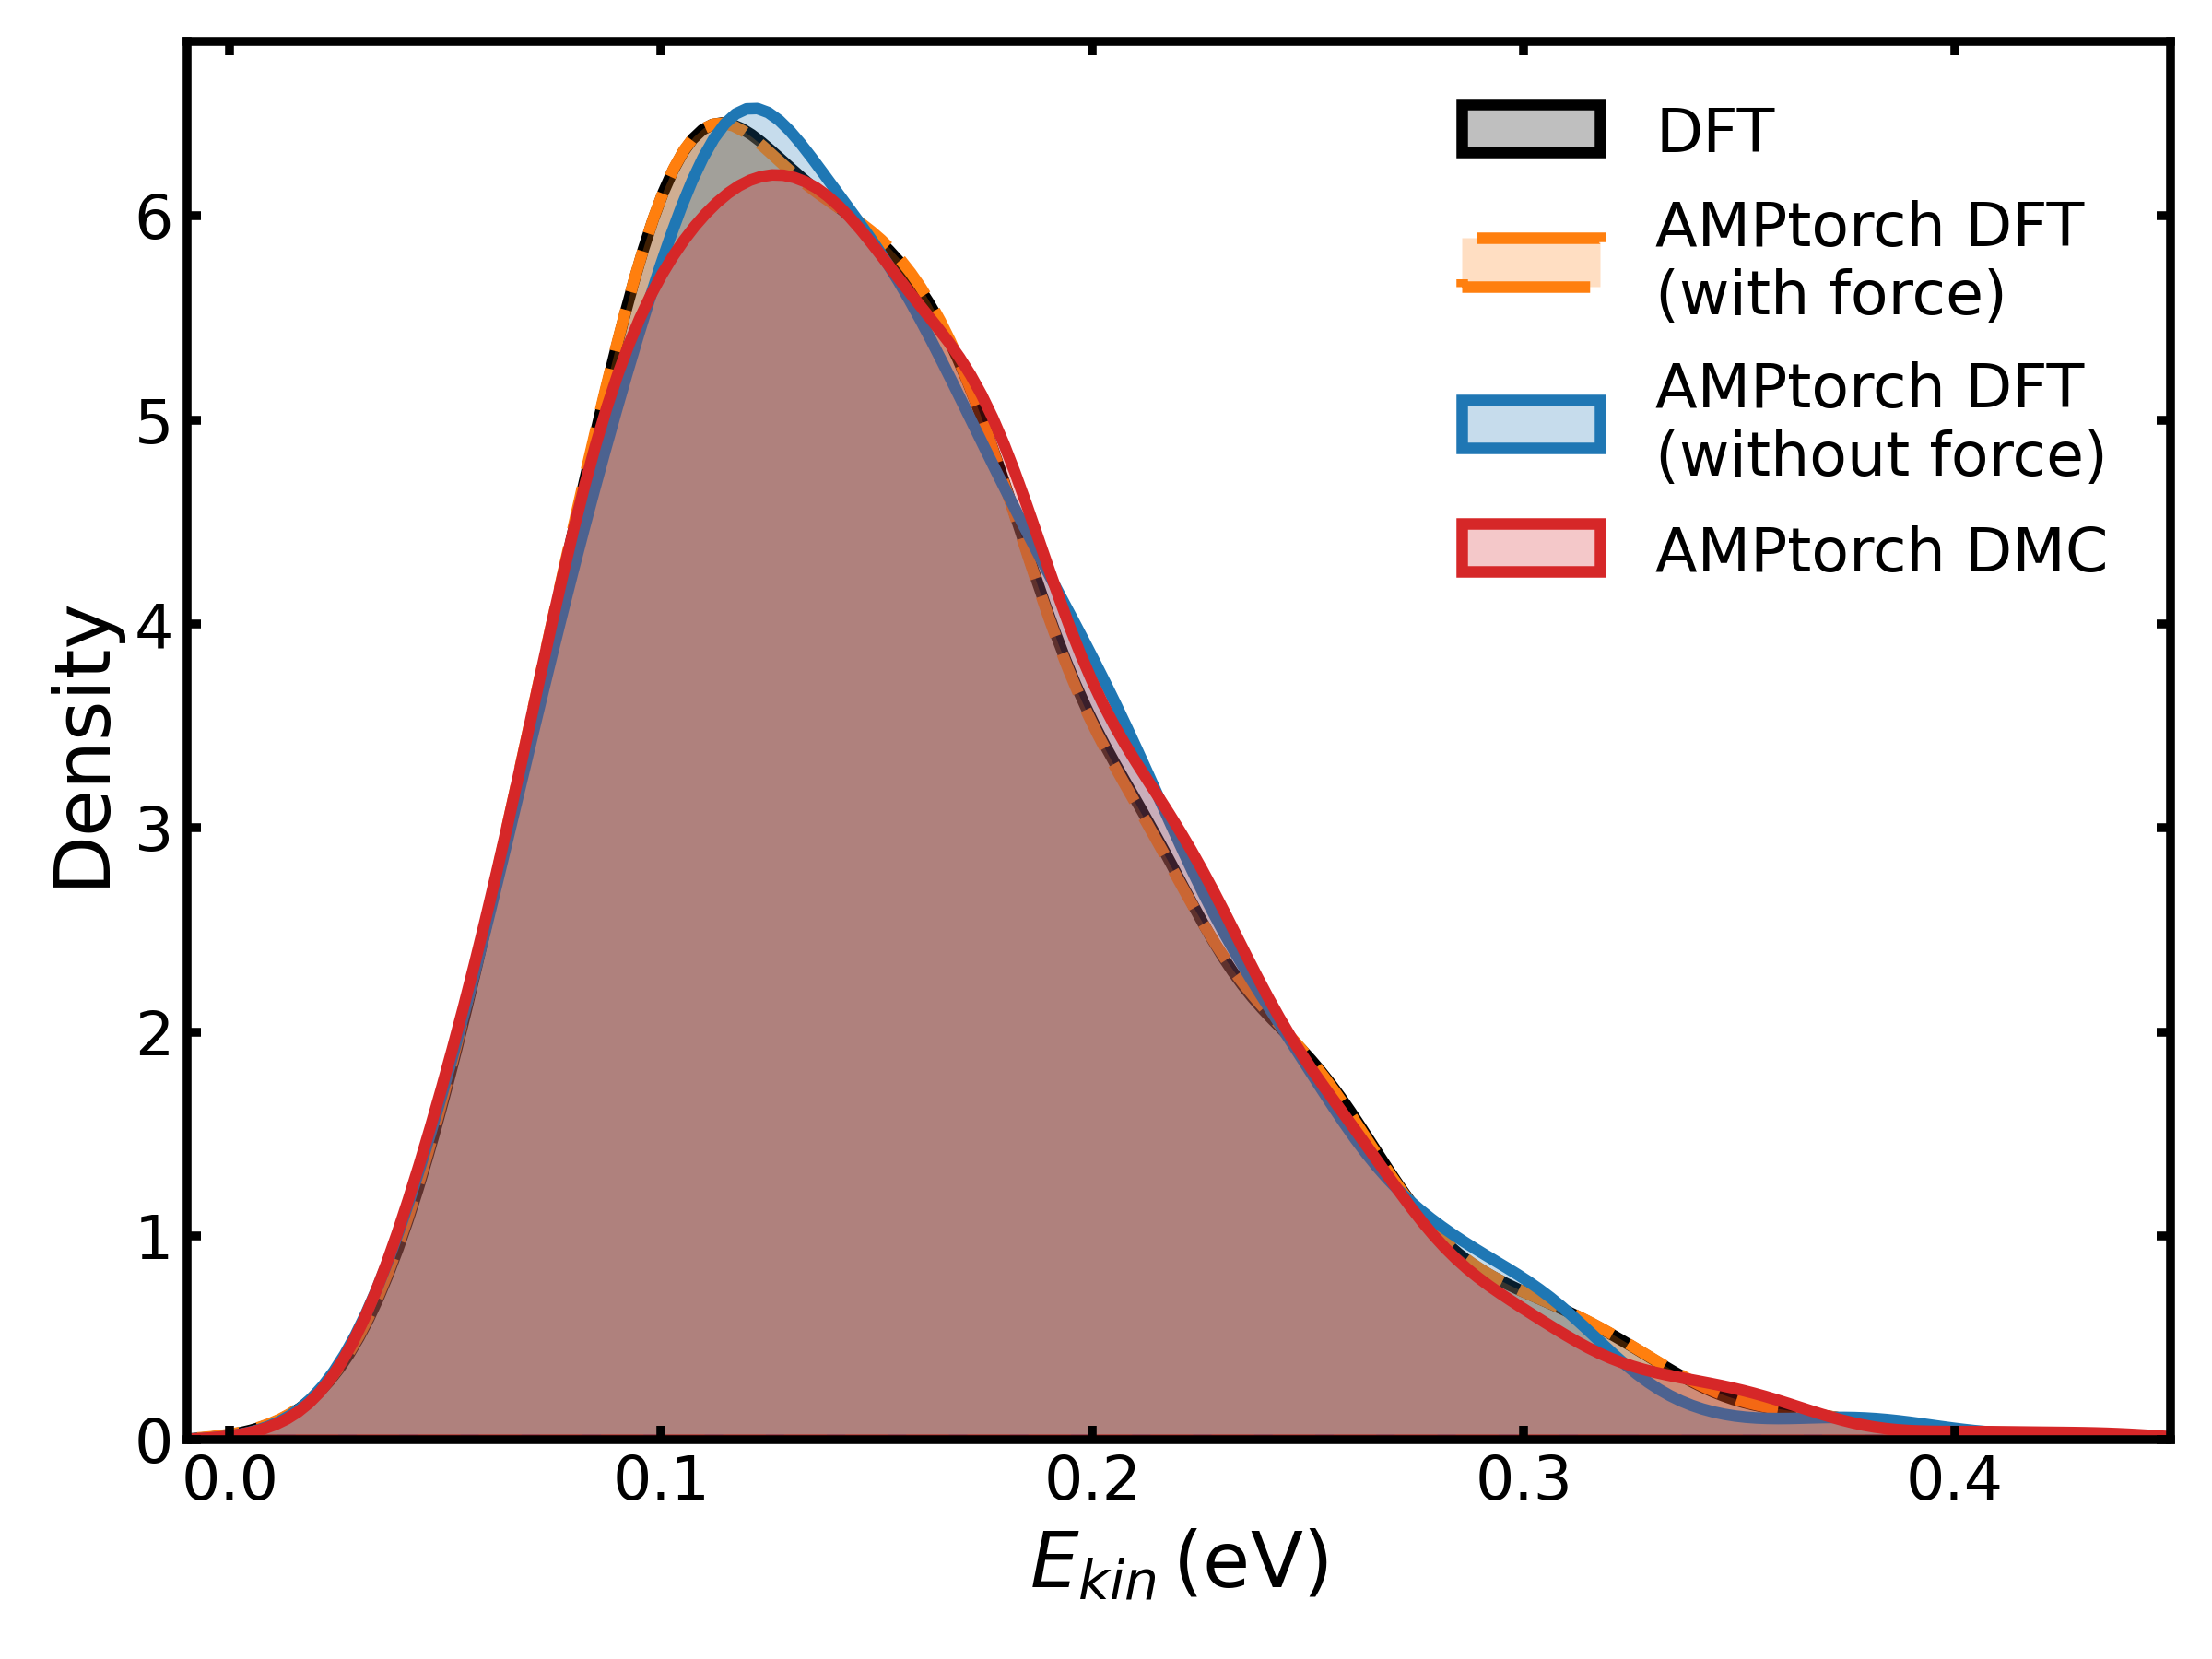 DFT
AMPtorch DFT
(with force)
AMPtorch DFT
(without force)
AMPtorch DMC
Density
6
5
4
3
2
1
0
0.0 0.1 0.2 0.3 0.4
E_kin (eV)